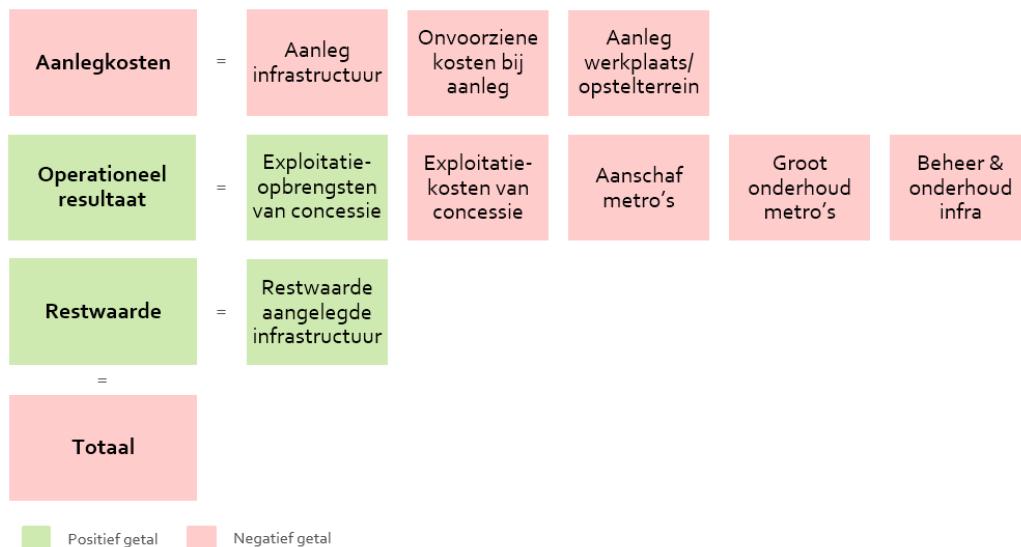 Aanlegkosten
=
Aanleg
infrastructuur
Onvoorziene
kosten bij
aanleg
Aanleg
werkplaats/
opstelterrein
Operationeel
resultaat
=
Exploitatie-
opbrengsten
van concessie
Exploitatie-
kosten van
concessie
Aanschaf
metro's
Groot
onderhoud
metro's
Beheer &
onderhoud
infra
Restwaarde
=
Restwaarde
aangelegde
infrastructuur
=
Totaal
Positief getal
Negatief getal